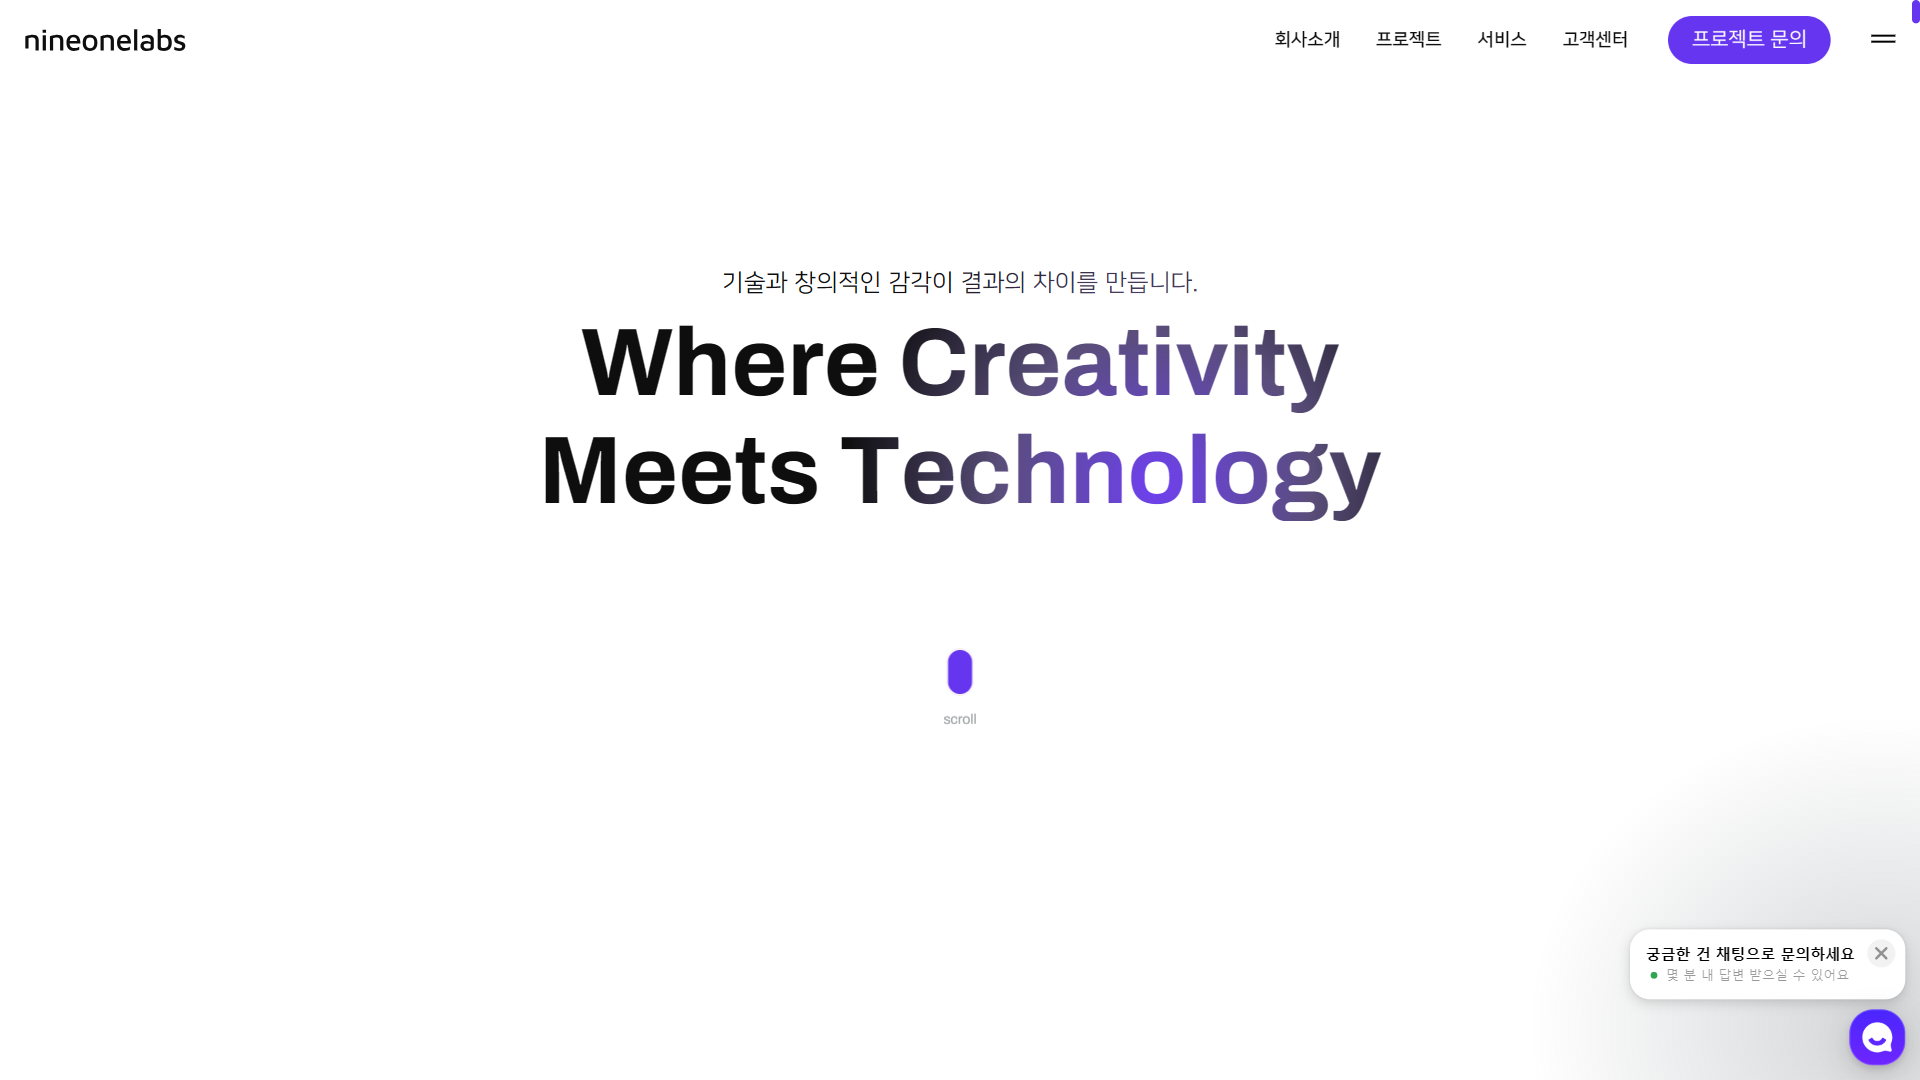 nineonelabs
회사소개
프로젝트
서비스
고객센터
프로젝트 문의
기술과 창의적인 감각이 결과의 차이를 만듭니다.
Where Creativity
Meets Technology
scroll
궁금한 건 채팅으로 문의하세요
몇 분 내 답변 받으실 수 있어요